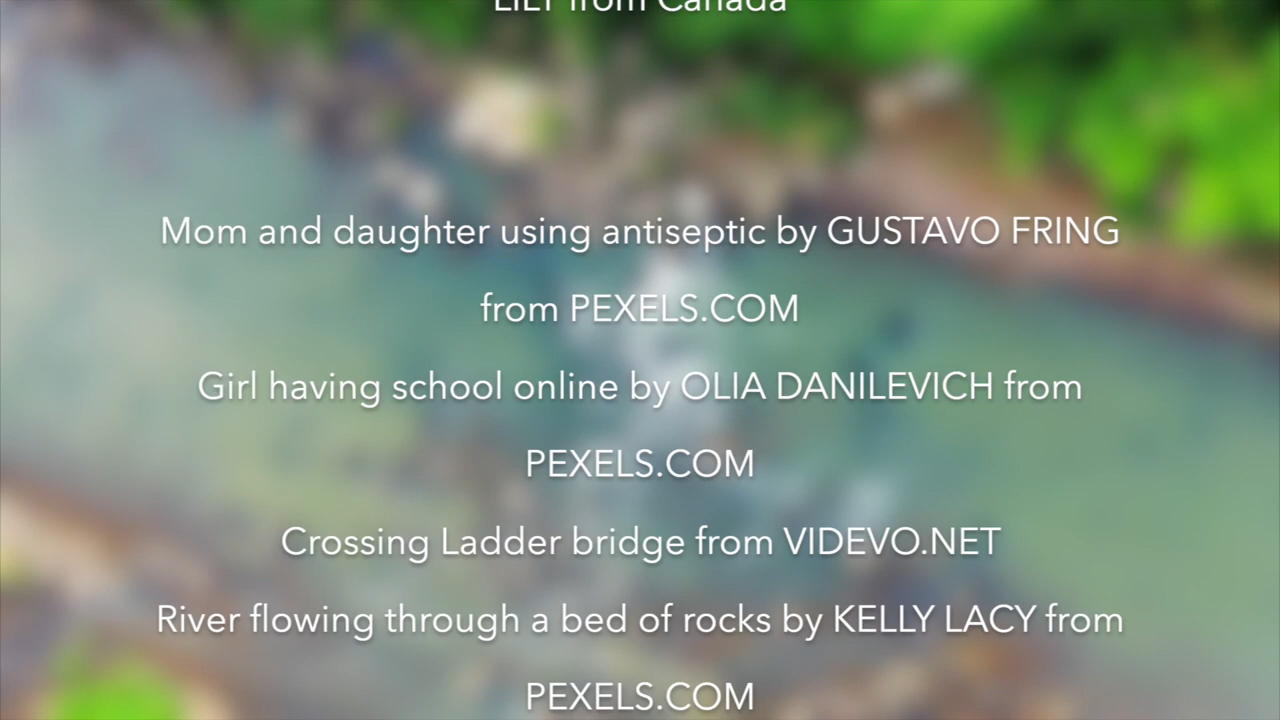 from Canada
Mom and daughter using antiseptic by GUSTAVO FRING
from PEXELS.COM
Girl having school online by OLIA DANILEVICH from
PEXELS.COM
Crossing Ladder bridge from VIDEVO.NET
River flowing through a bed of rocks by KELLY LACY from
PEXELS.COM